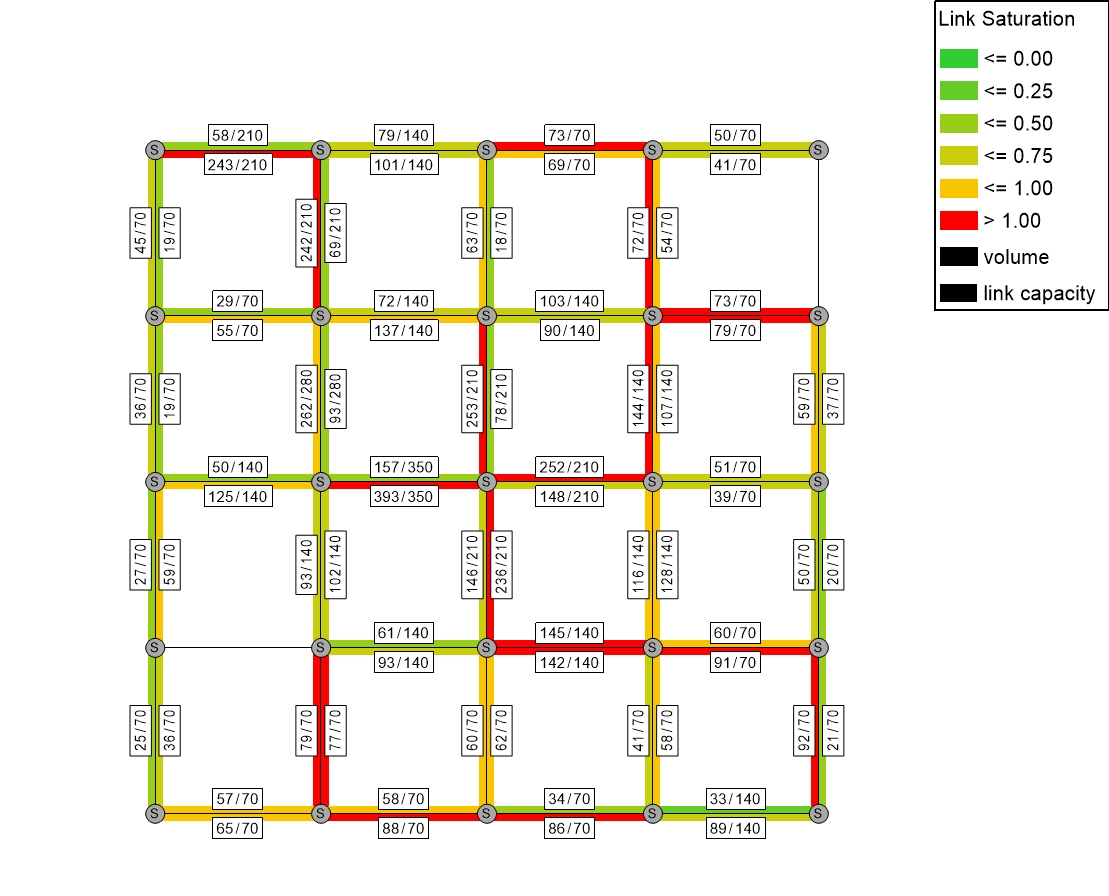 Link Saturation
<= 0.00
<= 0.25
<= 0.50
<= 0.75
<= 1.00
> 1.00
volume
link capacity
58/210 79/140 73/70 50/70
S S S S S
243/210 101/140 69/70 41/70
45/70 19/70 242/210 69/210 63/70 18/70 72/70 54/70
29/70 72/140 103/140 73/70
S S S S S
55/70 137/140 90/140 79/70
36/70 19/70 262/280 93/280 253/210 78/210 144/140 107/140 59/70 37/70
50/140 157/350 252/210 51/70
S S S S S
125/140 393/350 148/210 39/70
27/70 59/70 93/140 102/140 146/210 236/210 116/140 128/140 50/70 20/70
61/140 145/140 60/70
S S S S S
93/140 142/140 91/70
25/70 36/70 79/70 77/70 60/70 62/70 41/70 58/70 92/70 21/70
57/70 58/70 34/70 33/140
S S S S S
65/70 88/70 86/70 89/140